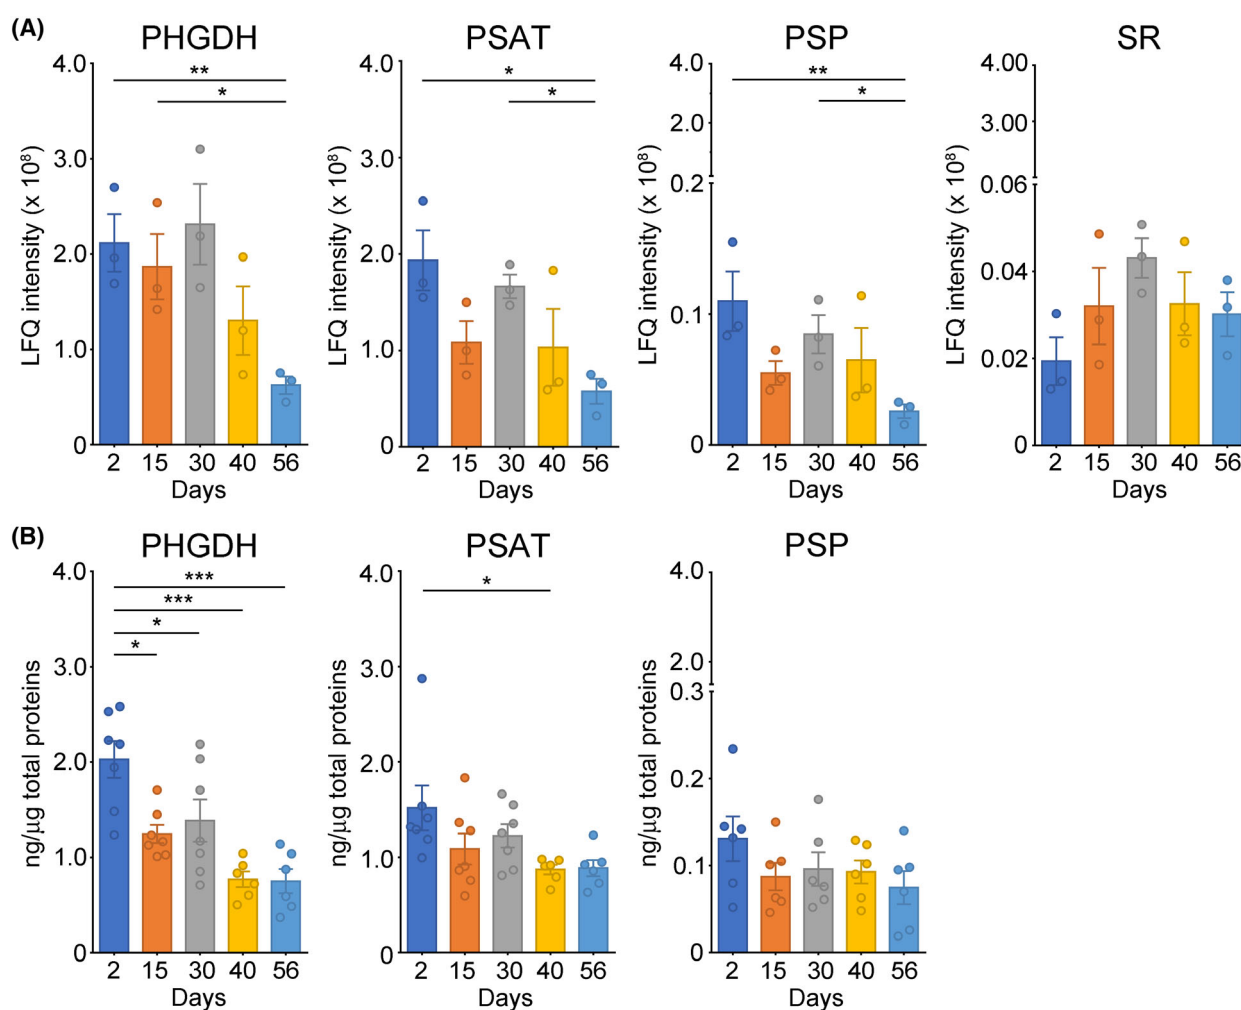 (A)
PHGDH PSAT PSP SR
LFQ intensity (x 10⁸)
4.0
3.0
2.0
1.0
0
** 
*
2 15 30 40 56
Days
LFQ intensity (x 10⁸)
4.0
3.0
2.0
1.0
0
*
*
2 15 30 40 56
Days
LFQ intensity (x 10⁸)
4.0
2.0
0.2
0.1
0
**
*
2 15 30 40 56
Days
LFQ intensity (x 10⁸)
4.00
3.00
0.06
0.04
0.02
0
2 15 30 40 56
Days
(B)
PHGDH PSAT PSP
ng/μg total proteins
4.0
3.0
2.0
1.0
0
***
***
*
*
2 15 30 40 56
Days
ng/μg total proteins
4.0
3.0
2.0
1.0
0
*
2 15 30 40 56
Days
ng/μg total proteins
4.0
2.0
0.3
0.2
0.1
0
2 15 30 40 56
Days